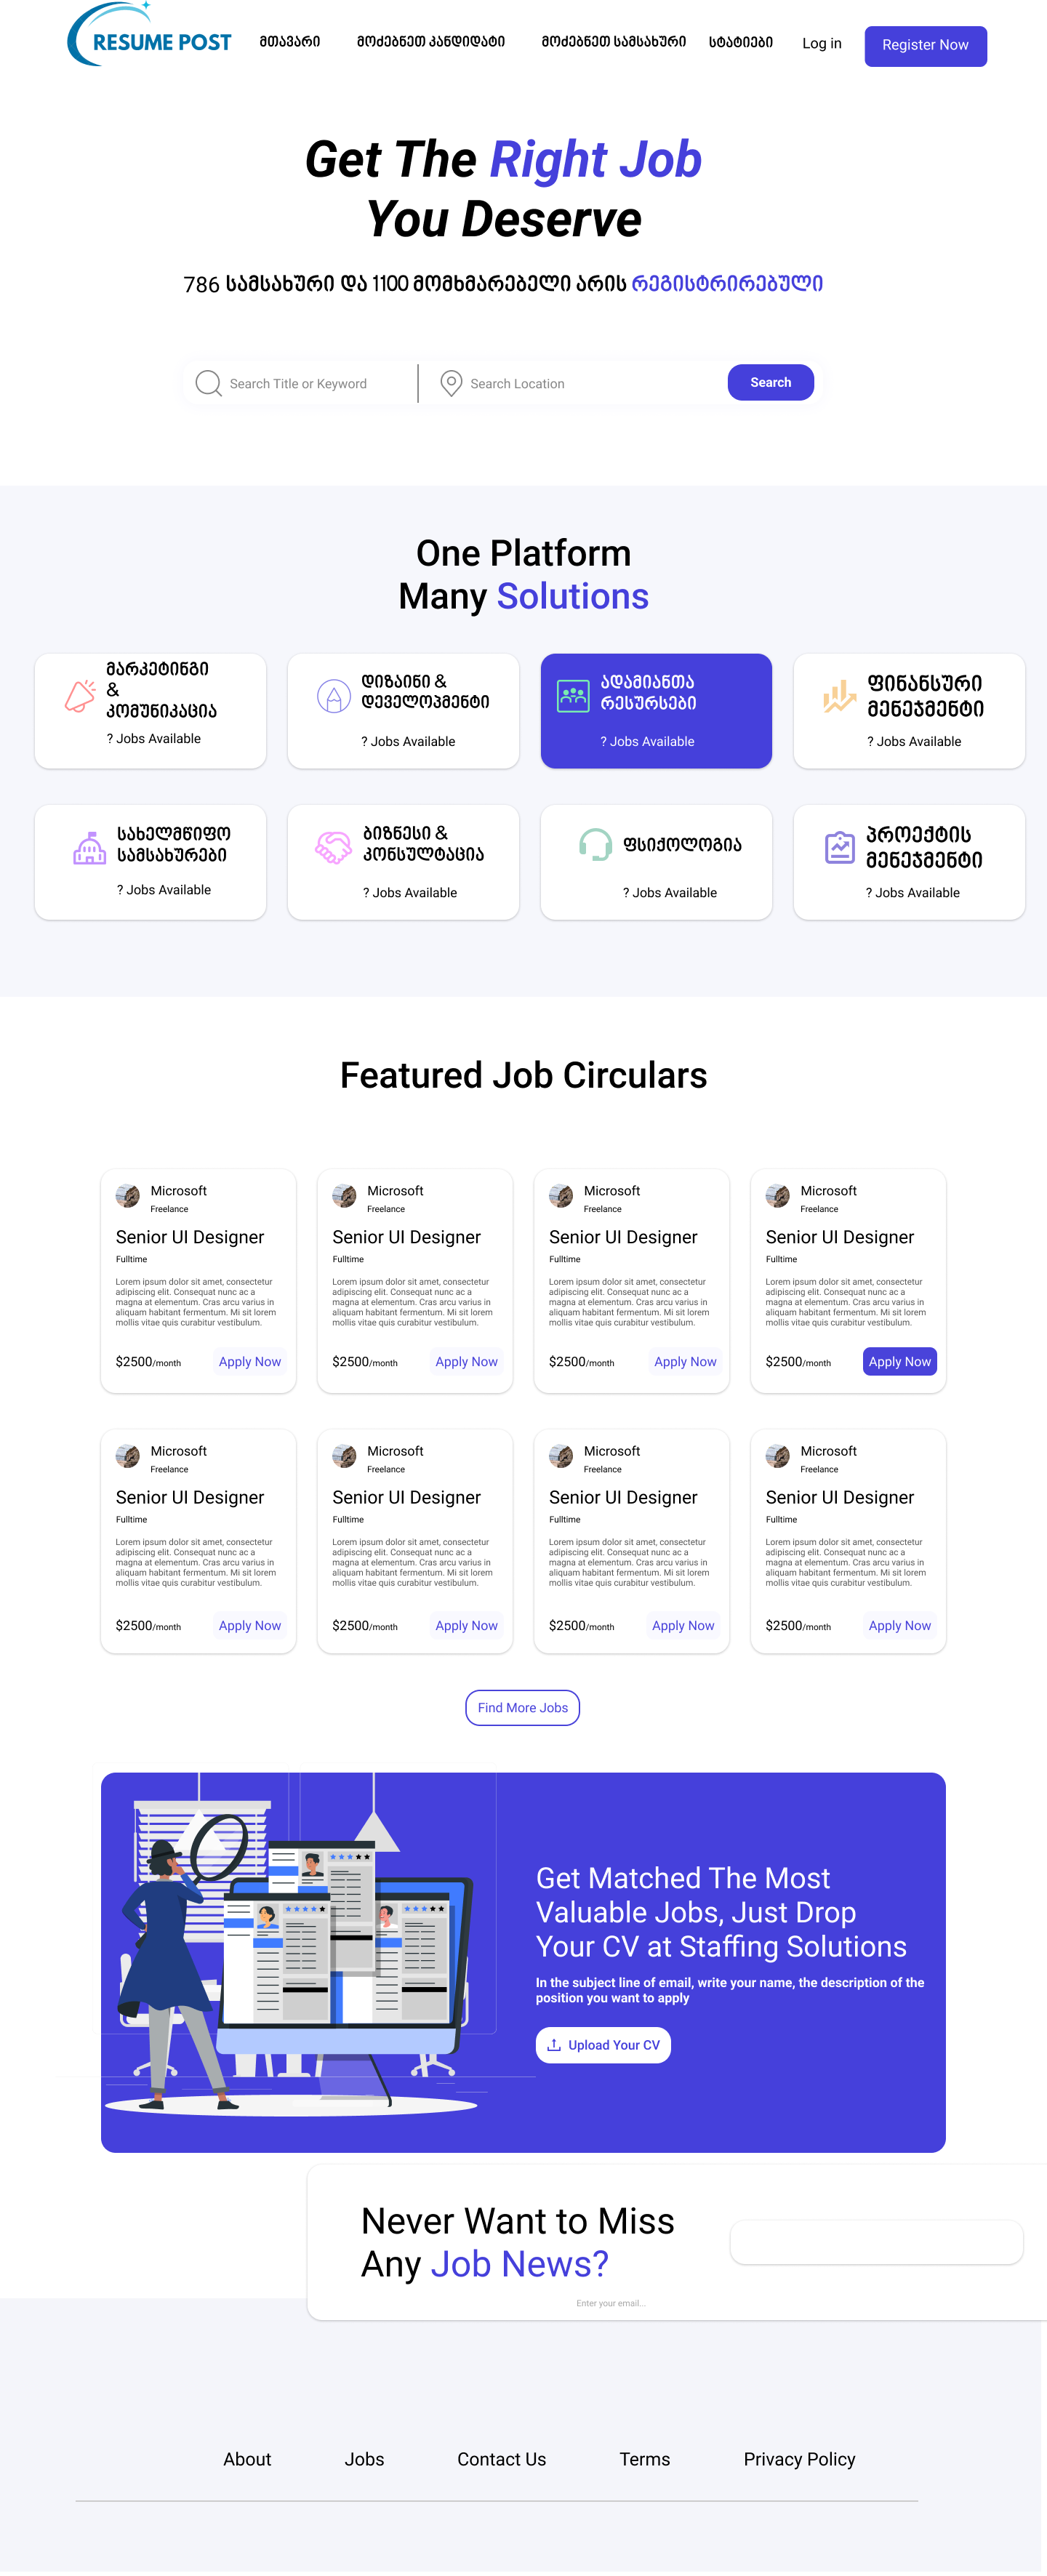 RESUME POST
მთავარი
მოძებნეთ კანდიდატი
მოძებნეთ სამსახური
სტატიები
Log in
Register Now
Get The Right Job
You Deserve
786 სამსახური და 1100 მომხმარებელი არის რეგისტრირებული
Search Title or Keyword
Search Location
Search
One Platform
Many Solutions
მარკეტინგი
&
კომუნიკაცია
? Jobs Available
დიზაინი &
დეველოპმენტი
? Jobs Available
ადამიანთა
რესურსები
? Jobs Available
ფინანსური
მენეჯმენტი
? Jobs Available
სახელმწიფო
სამსახურები
? Jobs Available
ბიზნესი &
კონსულტაცია
? Jobs Available
ფსიქოლოგია
? Jobs Available
პროექტის
მენეჯმენტი
? Jobs Available
Featured Job Circulars
Microsoft
Freelance
Senior UI Designer
Fulltime
Lorem ipsum dolor sit amet, consectetur
adipiscing elit. Consequat nunc ac a
magna at elementum. Cras arcu varius in
aliquam habitant fermentum. Mi sit lorem
mollis vitae quis curabitur vestibulum.
$2500/month
Apply Now
Microsoft
Freelance
Senior UI Designer
Fulltime
Lorem ipsum dolor sit amet, consectetur
adipiscing elit. Consequat nunc ac a
magna at elementum. Cras arcu varius in
aliquam habitant fermentum. Mi sit lorem
mollis vitae quis curabitur vestibulum.
$2500/month
Apply Now
Microsoft
Freelance
Senior UI Designer
Fulltime
Lorem ipsum dolor sit amet, consectetur
adipiscing elit. Consequat nunc ac a
magna at elementum. Cras arcu varius in
aliquam habitant fermentum. Mi sit lorem
mollis vitae quis curabitur vestibulum.
$2500/month
Apply Now
Microsoft
Freelance
Senior UI Designer
Fulltime
Lorem ipsum dolor sit amet, consectetur
adipiscing elit. Consequat nunc ac a
magna at elementum. Cras arcu varius in
aliquam habitant fermentum. Mi sit lorem
mollis vitae quis curabitur vestibulum.
$2500/month
Apply Now
Microsoft
Freelance
Senior UI Designer
Fulltime
Lorem ipsum dolor sit amet, consectetur
adipiscing elit. Consequat nunc ac a
magna at elementum. Cras arcu varius in
aliquam habitant fermentum. Mi sit lorem
mollis vitae quis curabitur vestibulum.
$2500/month
Apply Now
Microsoft
Freelance
Senior UI Designer
Fulltime
Lorem ipsum dolor sit amet, consectetur
adipiscing elit. Consequat nunc ac a
magna at elementum. Cras arcu varius in
aliquam habitant fermentum. Mi sit lorem
mollis vitae quis curabitur vestibulum.
$2500/month
Apply Now
Microsoft
Freelance
Senior UI Designer
Fulltime
Lorem ipsum dolor sit amet, consectetur
adipiscing elit. Consequat nunc ac a
magna at elementum. Cras arcu varius in
aliquam habitant fermentum. Mi sit lorem
mollis vitae quis curabitur vestibulum.
$2500/month
Apply Now
Microsoft
Freelance
Senior UI Designer
Fulltime
Lorem ipsum dolor sit amet, consectetur
adipiscing elit. Consequat nunc ac a
magna at elementum. Cras arcu varius in
aliquam habitant fermentum. Mi sit lorem
mollis vitae quis curabitur vestibulum.
$2500/month
Apply Now
Find More Jobs
Get Matched The Most
Valuable Jobs, Just Drop
Your CV at Staffing Solutions
In the subject line of email, write your name, the description of the
position you want to apply
Upload Your CV
Never Want to Miss
Any Job News?
Enter your email...
About
Jobs
Contact Us
Terms
Privacy Policy